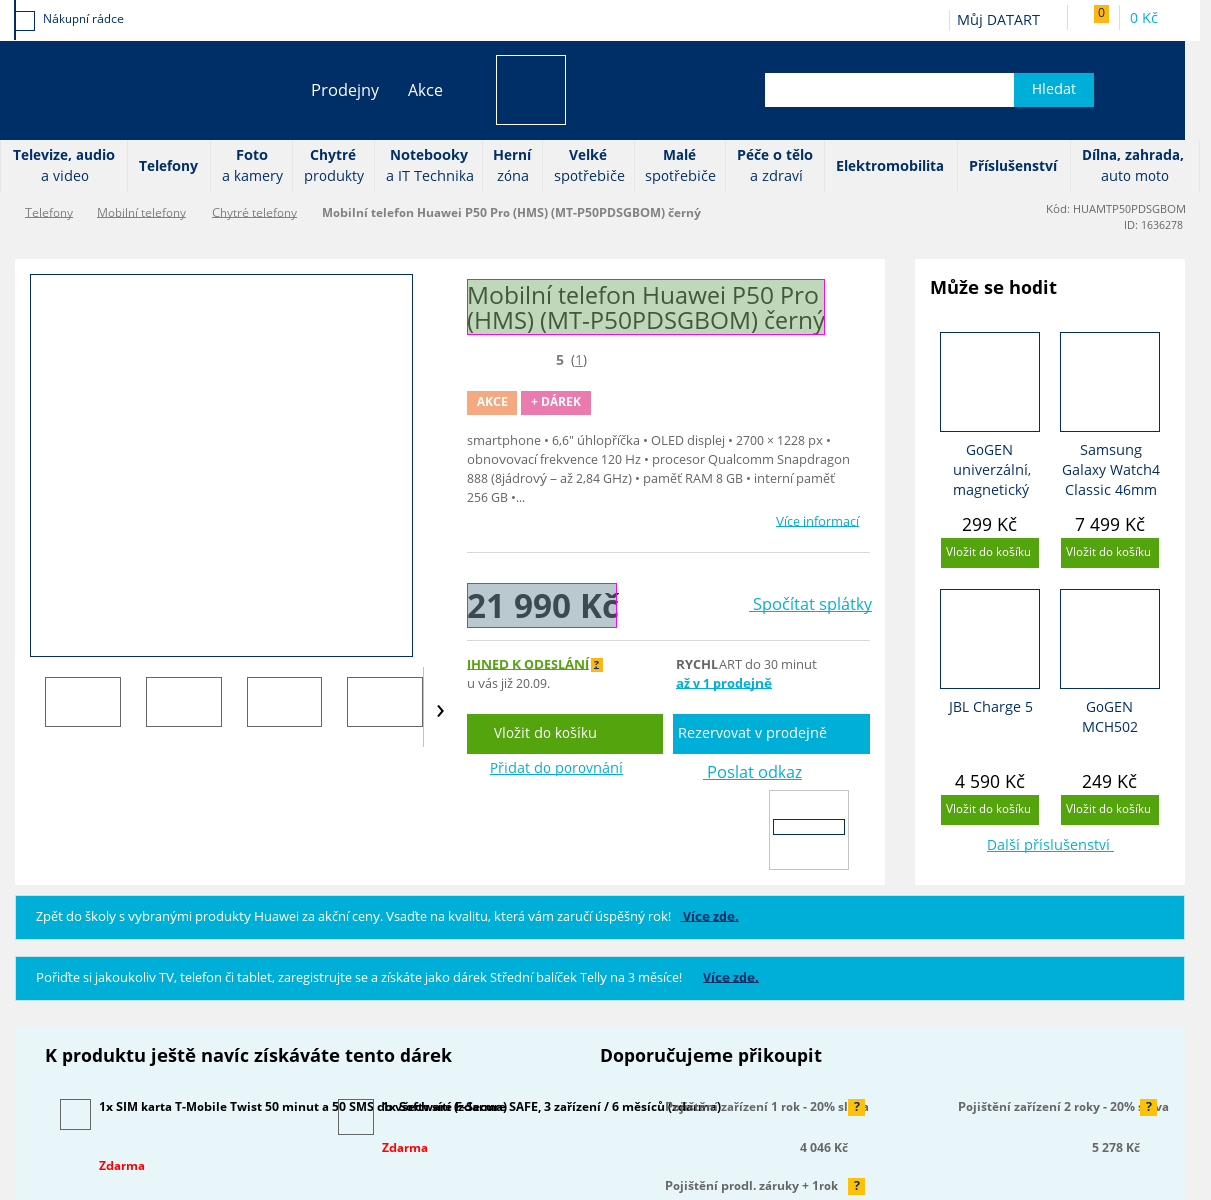 Nákupní rádce
Můj DATART
0
0 Kč
Prodejny
Akce
Hledat
Televize, audio
a video
Telefony
Foto
a kamery
Chytré
produkty
Notebooky
a IT Technika
Herní
zóna
Velké
spotřebiče
Malé
spotřebiče
Péče o tělo
a zdraví
Elektromobilita
Příslušenství
Dílna, zahrada,
auto moto
Telefony
Mobilní telefony
Chytré telefony
Mobilní telefon Huawei P50 Pro (HMS) (MT-P50PDSGBOM) černý
Kód: HUAMTP50PDSGBOM
ID: 1636278
Mobilní telefon Huawei P50 Pro
(HMS) (MT-P50PDSGBOM) černý
5 (1)
AKCE
+ DÁREK
smartphone • 6,6" úhlopříčka • OLED displej • 2700 × 1228 px •
obnovovací frekvence 120 Hz • procesor Qualcomm Snapdragon
888 (8jádrový – až 2,84 GHz) • paměť RAM 8 GB • interní paměť
256 GB •...
Více informací
21 990 Kč
Spočítat splátky
IHNED K ODESLÁNÍ ?
u vás již 20.09.
RYCHLART do 30 minut
až v 1 prodejně
Vložit do košíku
Rezervovat v prodejně
Přidat do porovnání
Poslat odkaz
Může se hodit
GoGEN
univerzální,
magnetický
299 Kč
Vložit do košíku
Samsung
Galaxy Watch4
Classic 46mm
7 499 Kč
Vložit do košíku
JBL Charge 5
4 590 Kč
Vložit do košíku
GoGEN
MCH502
249 Kč
Vložit do košíku
Další příslušenství
Zpět do školy s vybranými produkty Huawei za akční ceny. Vsaďte na kvalitu, která vám zaručí úspěšný rok! Více zde.
Pořiďte si jakoukoliv TV, telefon či tablet, zaregistrujte se a získáte jako dárek Střední balíček Telly na 3 měsíce! Více zde.
K produktu ještě navíc získáváte tento dárek
1x SIM karta T-Mobile Twist 50 minut a 50 SMS do všech sítí (zdarma)
Zdarma
1x Software F-Secure SAFE, 3 zařízení / 6 měsíců (zdarma)
Zdarma
Doporučujeme přikoupit
Pojištění zařízení 1 rok - 20% sleva
?
4 046 Kč
Pojištění zařízení 2 roky - 20% sleva
?
5 278 Kč
Pojištění prodl. záruky + 1rok
?